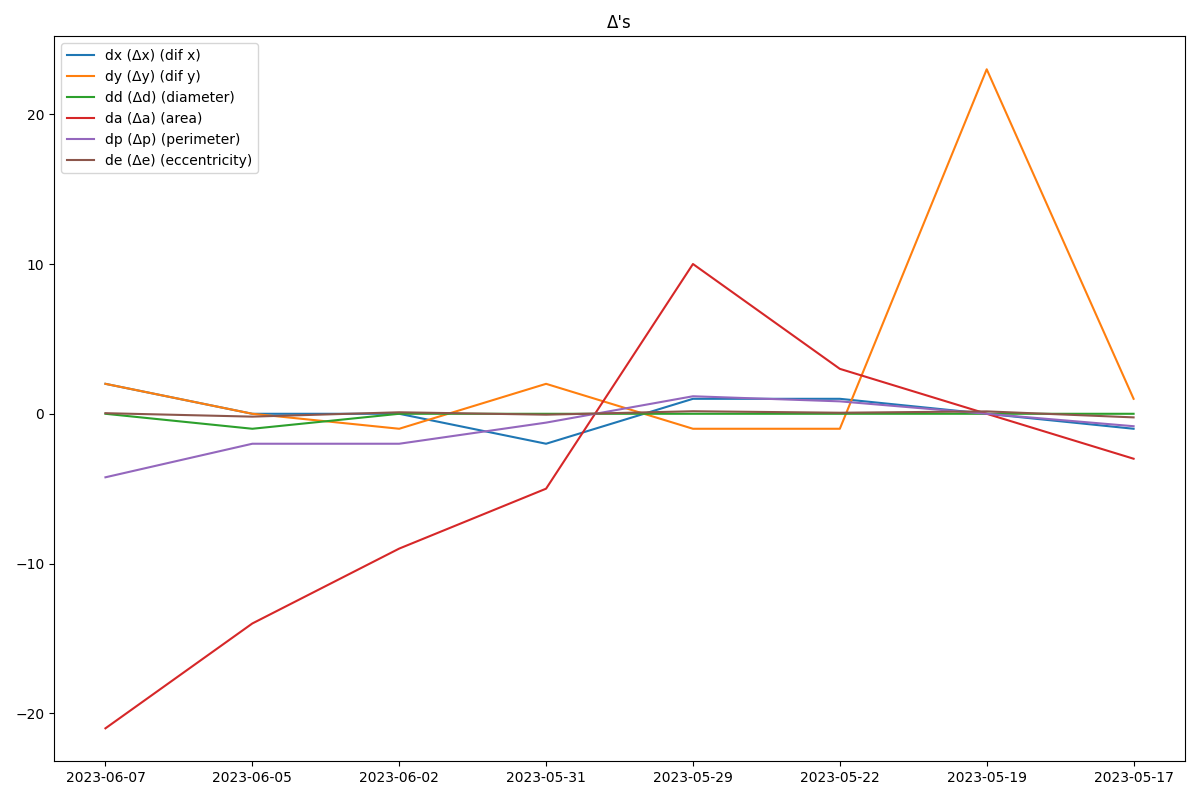 Δ's
dx (Δx) (dif x)
dy (Δy) (dif y)
dd (Δd) (diameter)
da (Δa) (area)
dp (Δp) (perimeter)
de (Δe) (eccentricity)
20
10
0
−10
−20
2023-06-07 2023-06-05 2023-06-02 2023-05-31 2023-05-29 2023-05-22 2023-05-19 2023-05-17